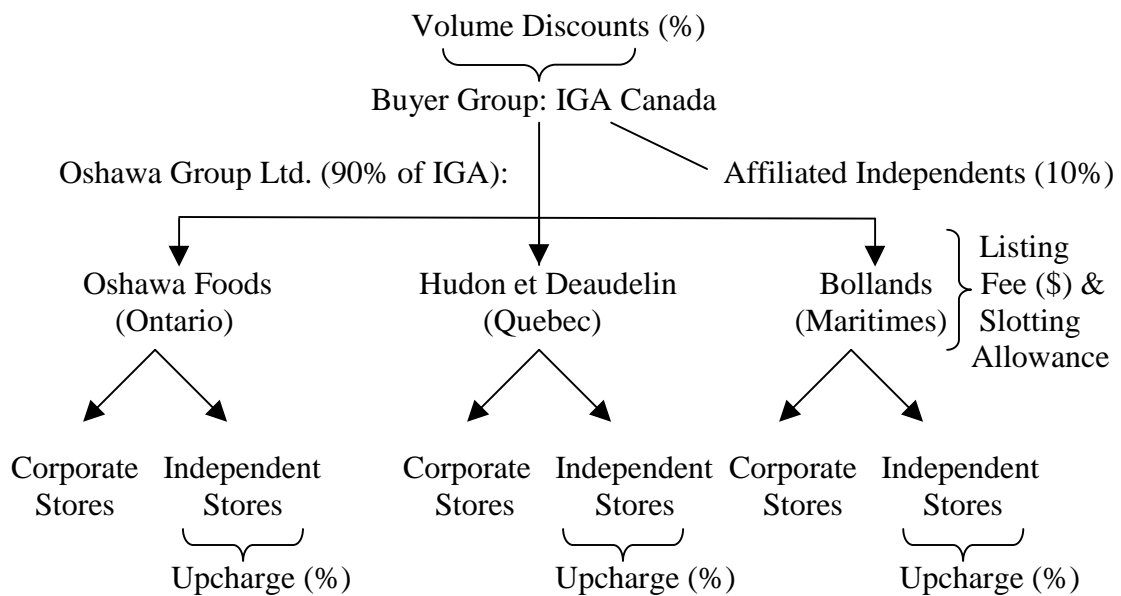 Volume Discounts (%)
Buyer Group: IGA Canada
Oshawa Group Ltd. (90% of IGA):
Affiliated Independents (10%)
Oshawa Foods
(Ontario)
Hudon et Deaudelin
(Quebec)
Bollands
(Maritimes)
Listing
Fee ($) &
Slotting
Allowance
Corporate
Stores
Independent
Stores
Corporate
Stores
Independent
Stores
Corporate
Stores
Independent
Stores
Upcharge (%)
Upcharge (%)
Upcharge (%)